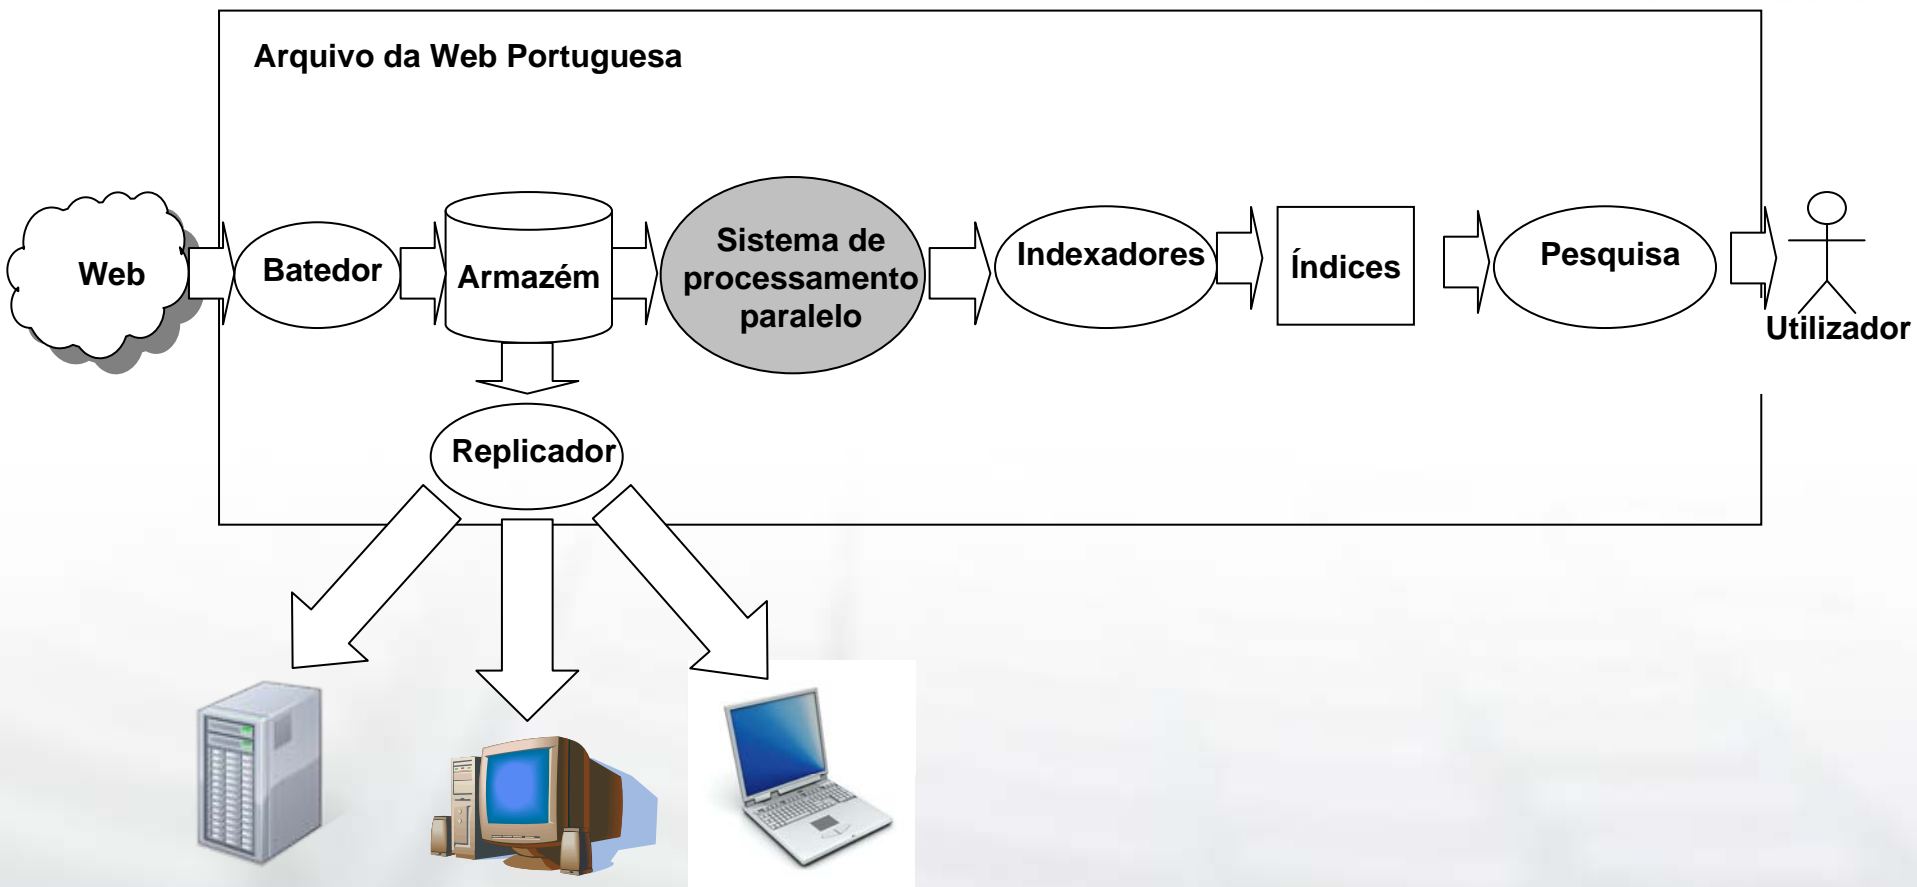 Arquivo da Web Portuguesa
Web
Batedor
Armazém
Sistema de
processamento
paralelo
Indexadores
Índices
Pesquisa
Utilizador
Replicador